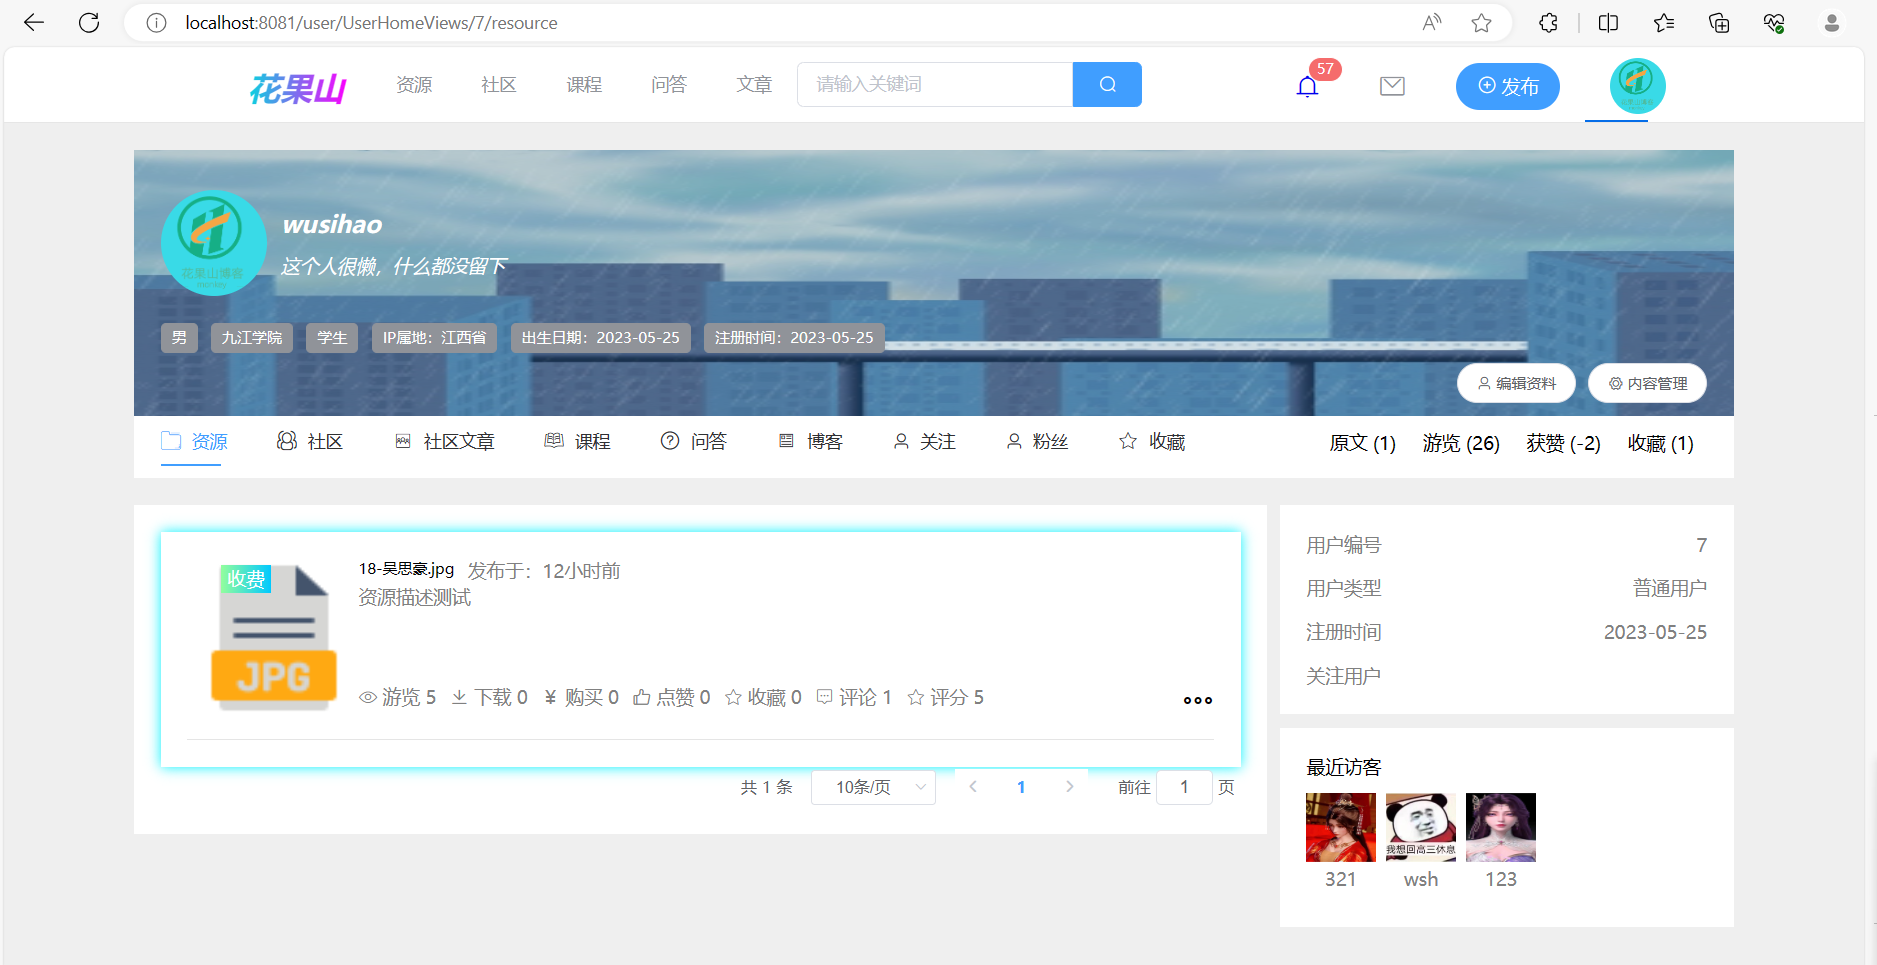 localhost:8081/user/UserHomeViews/7/resource
花果山 资源 社区 课程 问答 文章 请输入关键词 57 发布
wusihao
这个人很懒，什么都没留下
花果山博客
monkey
男 九江学院 学生 IP属地：江西省 出生日期：2023-05-25 注册时间：2023-05-25
编辑资料 内容管理
资源 社区 社区文章 课程 问答 博客 关注 粉丝 收藏 原文 (1) 游览 (26) 获赞 (-2) 收藏 (1)
收费
JPG
18-吴思豪.jpg 发布于：12小时前
资源描述测试
游览 5 下载 0 ¥ 购买 0 点赞 0 收藏 0 评论 1 评分 5
共 1 条 10条/页 1 前往 1 页
用户编号 7
用户类型 普通用户
注册时间 2023-05-25
关注用户
最近访客
我想回高三休息
321 wsh 123